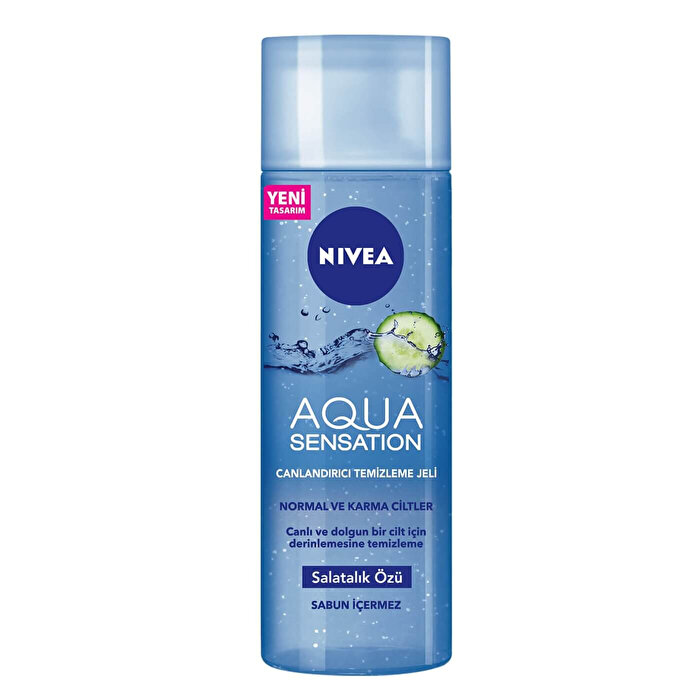 YENİ
TASARIM
NIVEA
AQUA
SENSATION
CANLANDIRICI TEMİZLEME JELİ
NORMAL VE KARMA CİLTLER
Canlı ve dolgun bir cilt için
derinlemesine temizleme
Salatalık Özü
SABUN İÇERMEZ